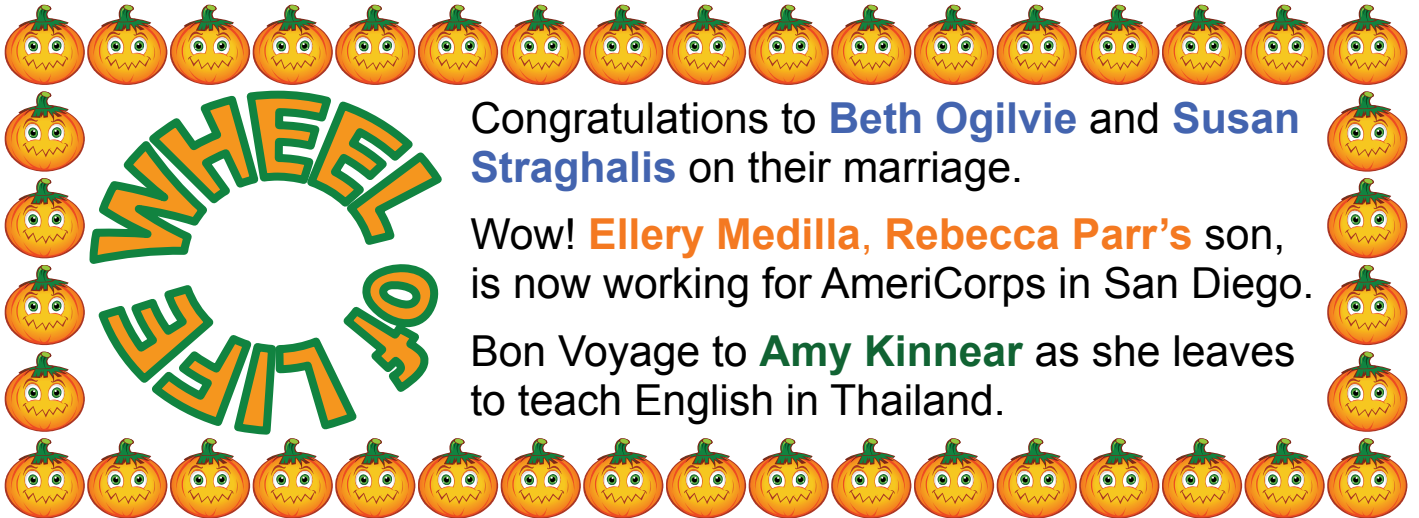 WHEEL
Of
LIFE
Congratulations to Beth Ogilvie and Susan
Straghalis on their marriage.
Wow! Ellery Medilla, Rebecca Parr’s son,
is now working for AmeriCorps in San Diego.
Bon Voyage to Amy Kinnear as she leaves
to teach English in Thailand.